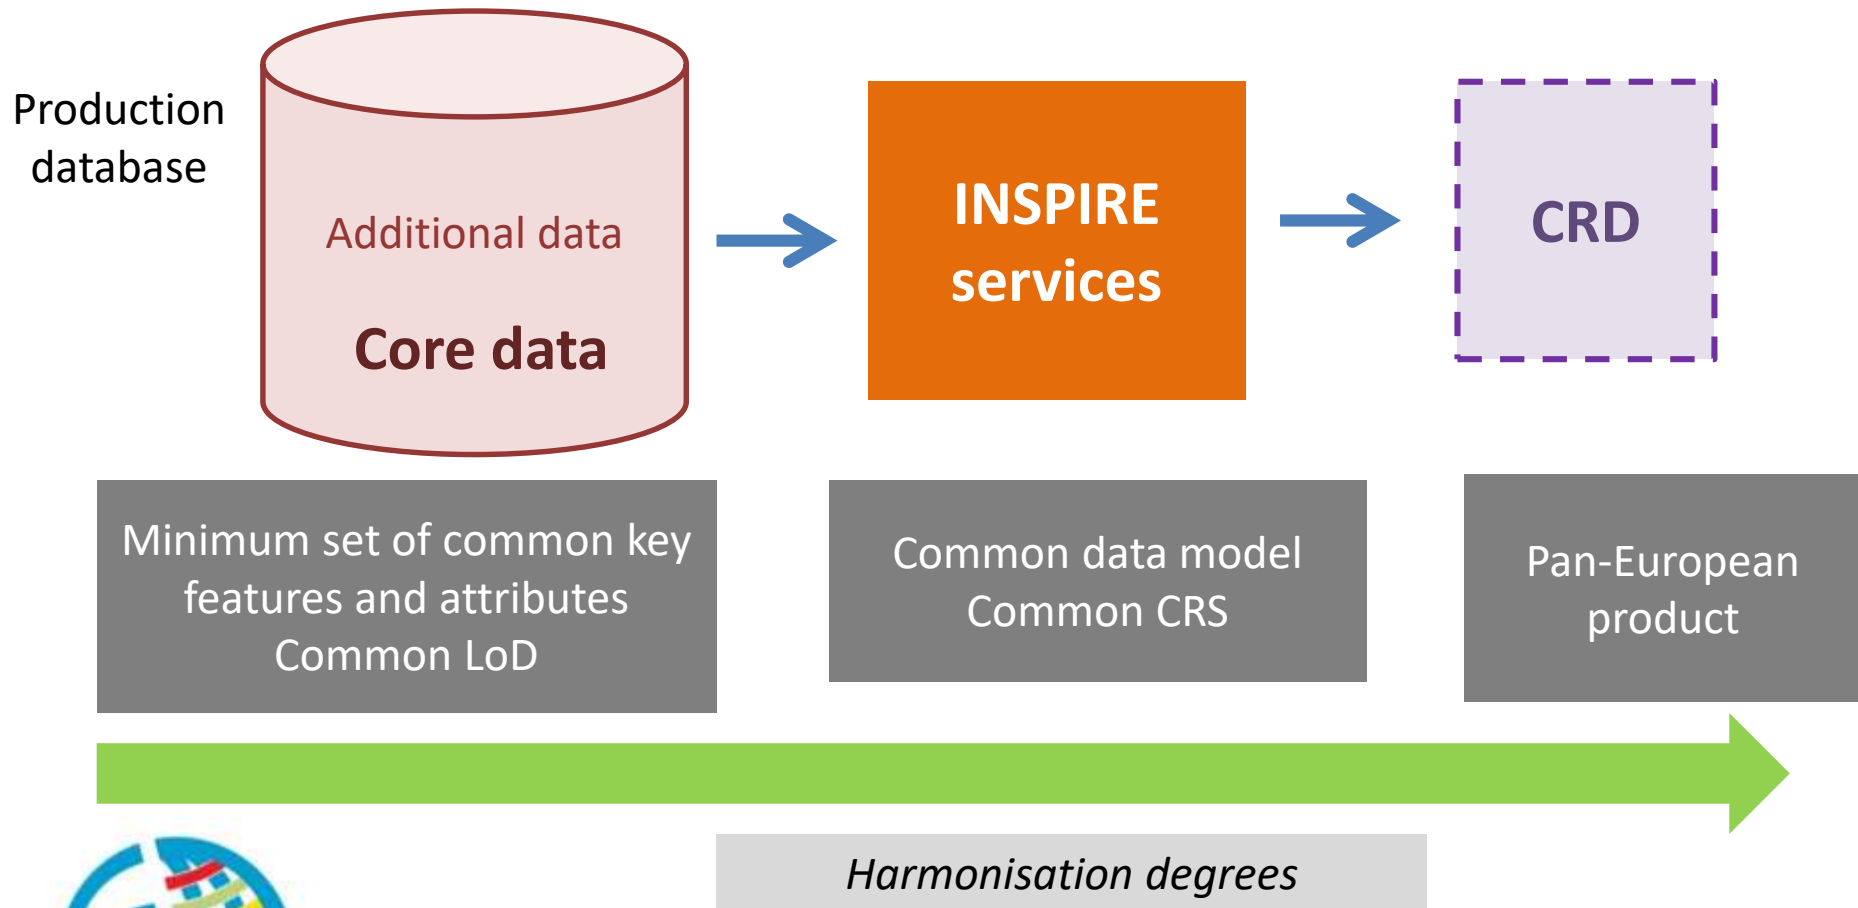 Production
database
Additional data
Core data
INSPIRE
services
CRD
Minimum set of common key
features and attributes
Common LoD
Common data model
Common CRS
Pan-European
product
Harmonisation degrees